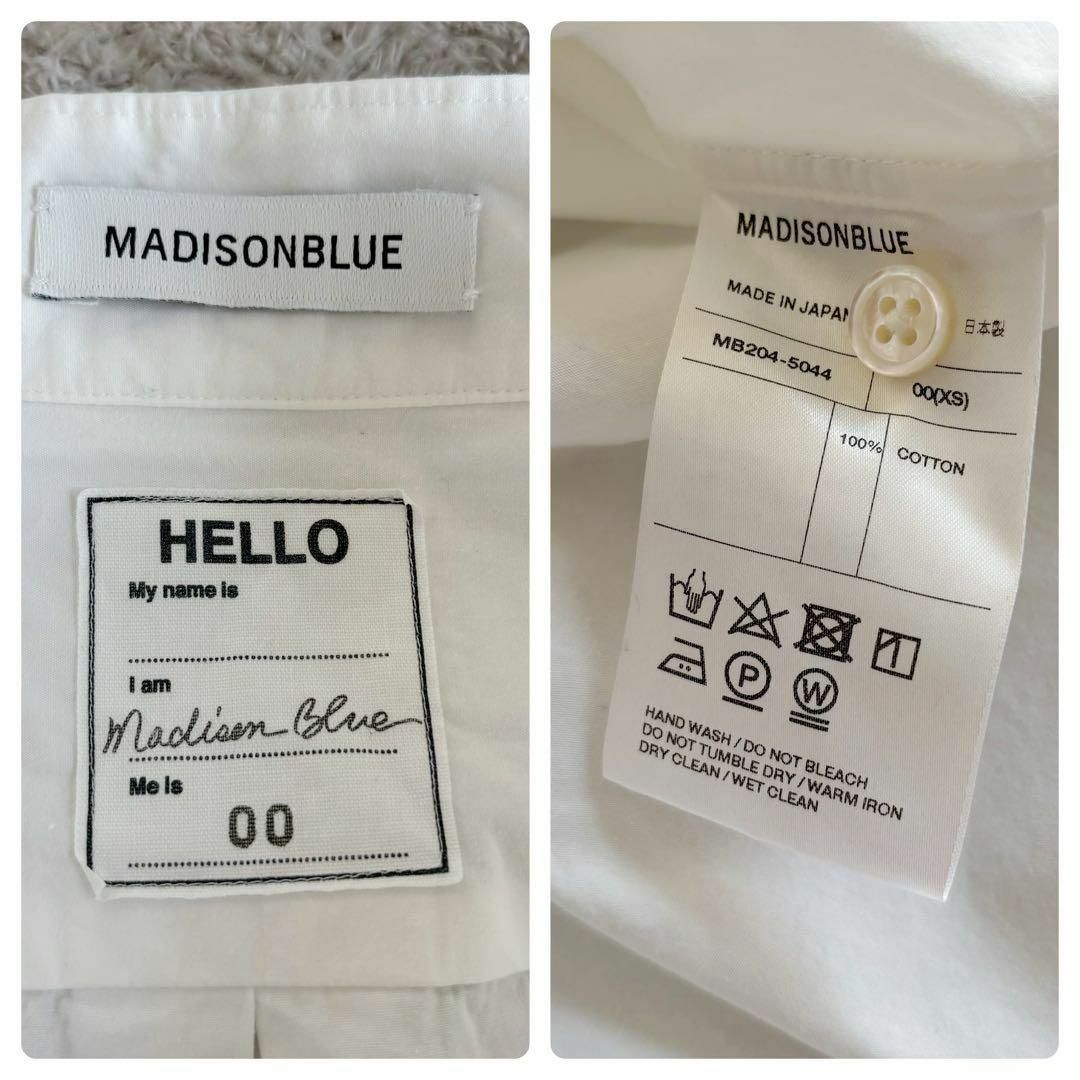 MADISONBLUE
HELLO
My name is
I am
Madison Blue
Me is
00
MADISONBLUE
MADE IN JAPAN 日本製
MB204-5044 00(XS)
100% COTTON
P W
HAND WASH / DO NOT BLEACH
DO NOT TUMBLE DRY / WARM IRON
DRY CLEAN / WET CLEAN